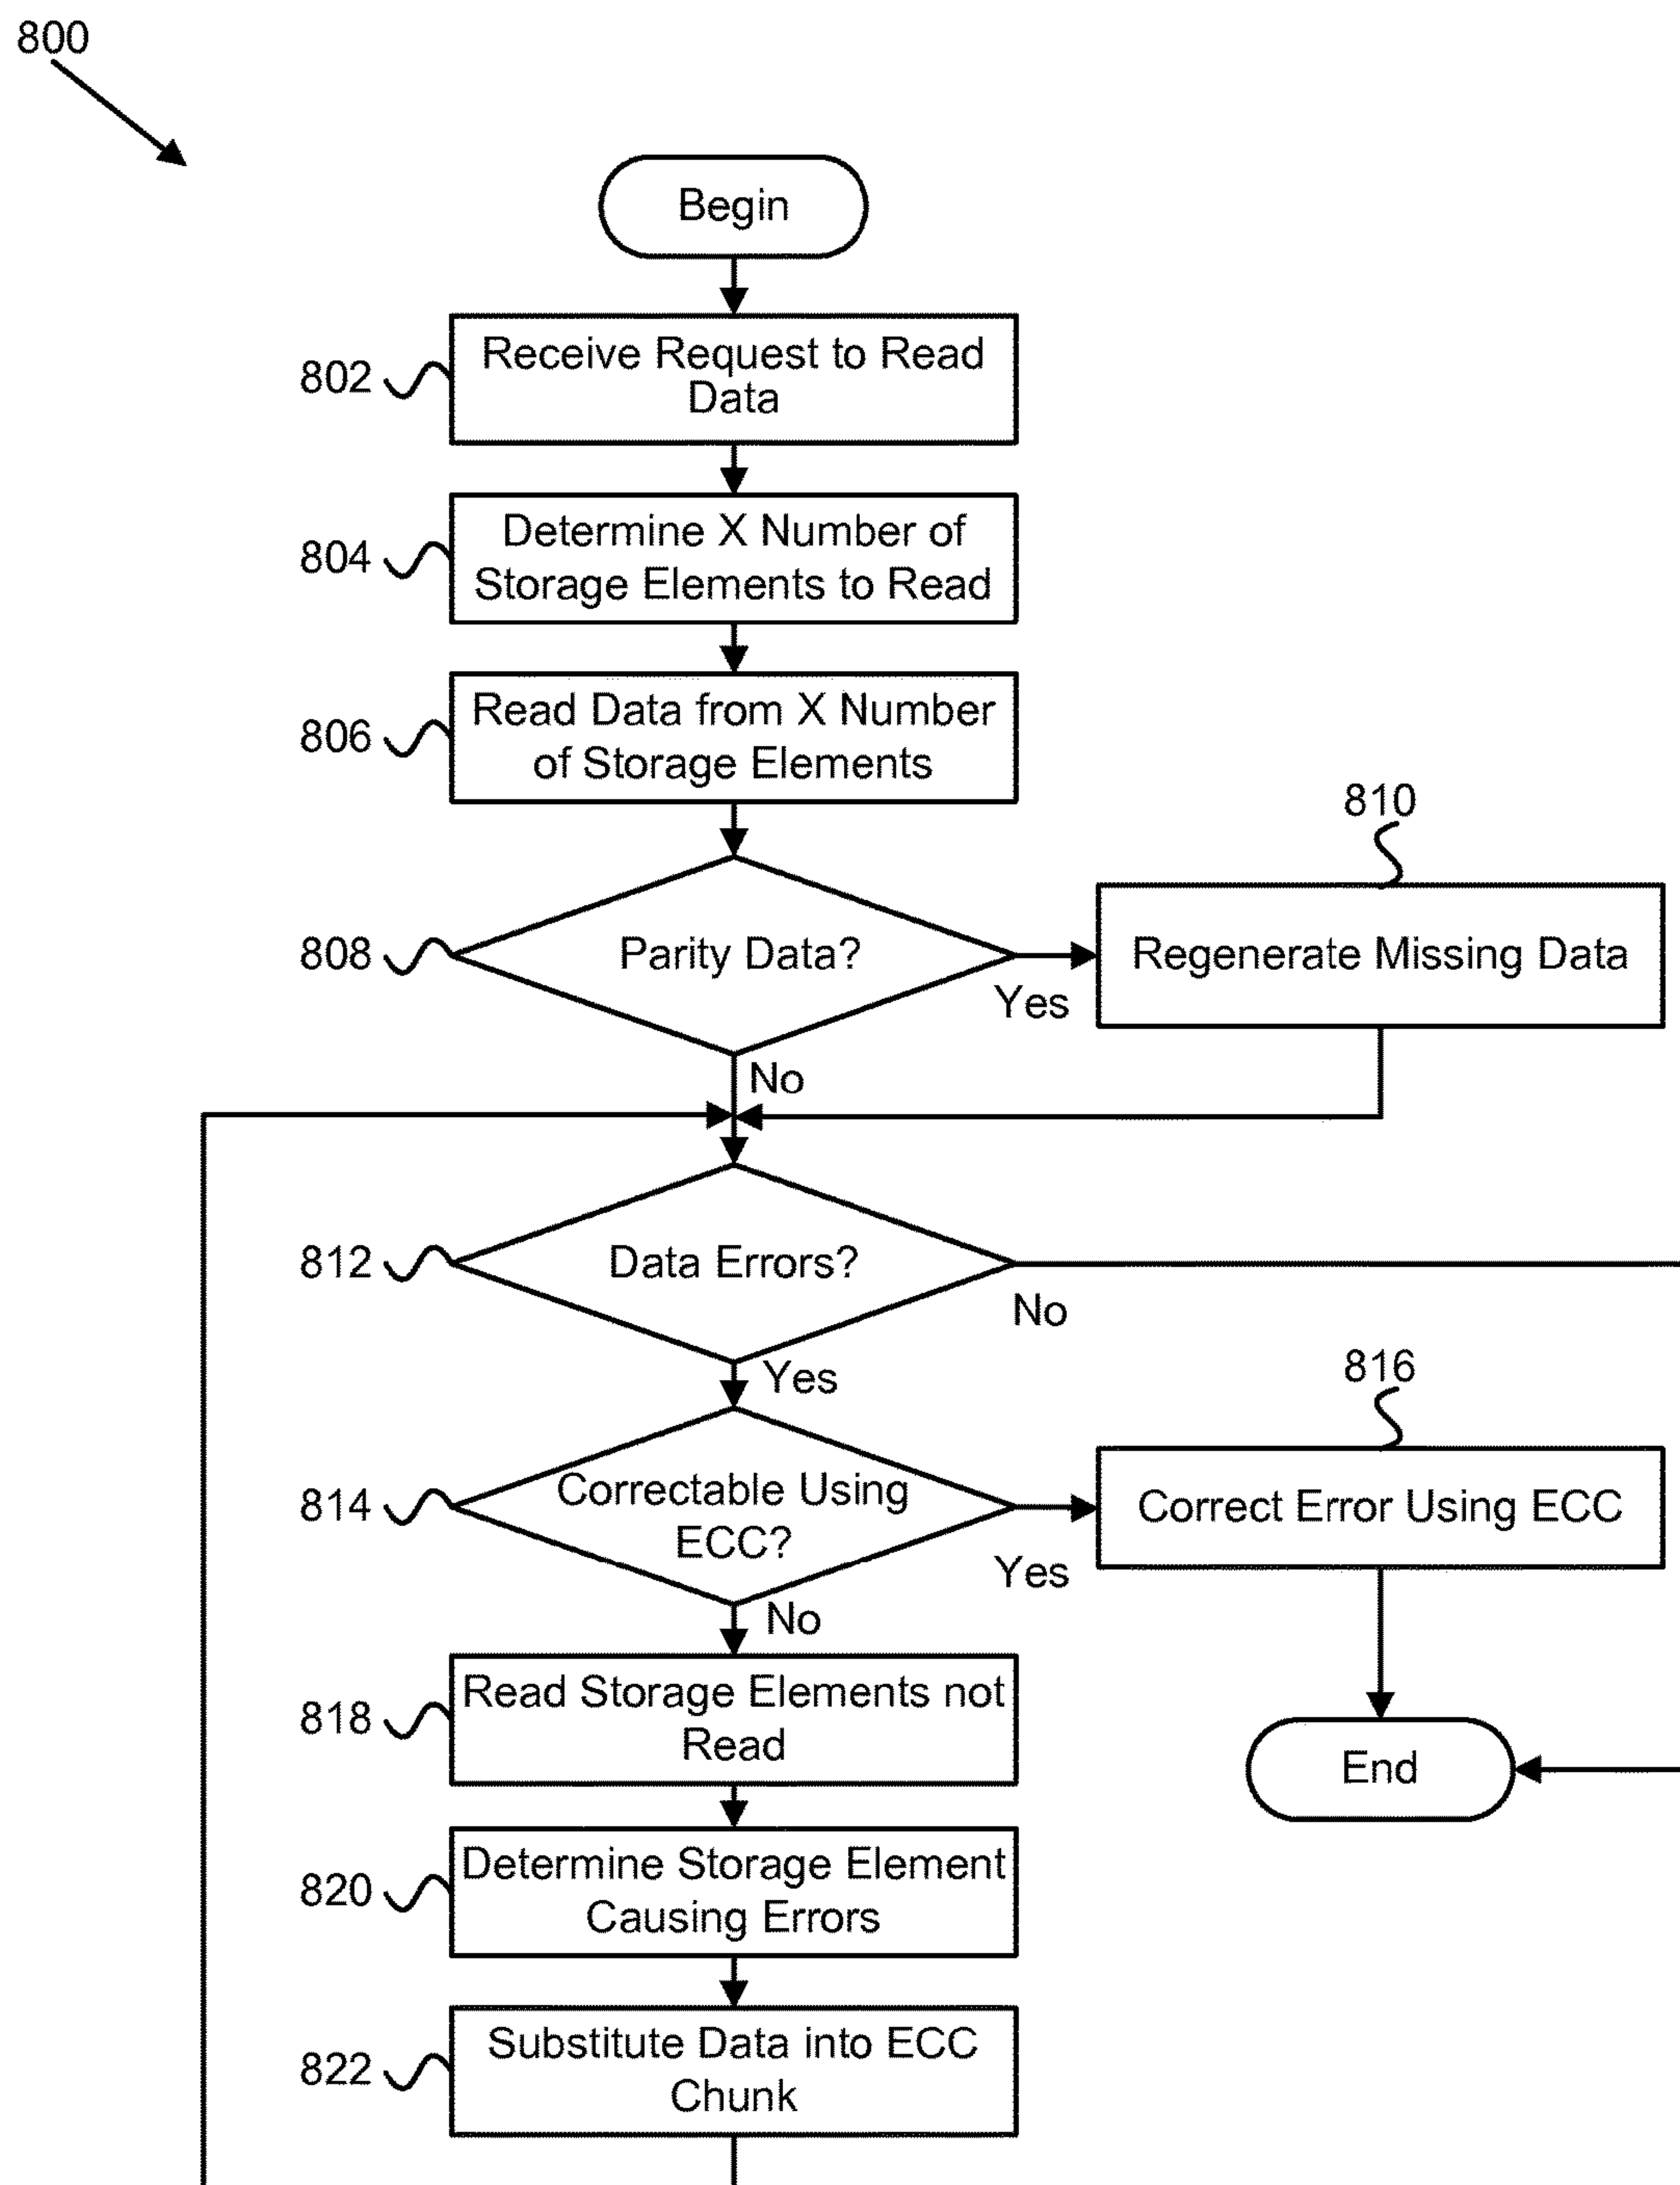 800
Begin
802
Receive Request to Read
Data
804
Determine X Number of
Storage Elements to Read
806
Read Data from X Number
of Storage Elements
810
808
Parity Data?
Yes
Regenerate Missing Data
No
812
Data Errors?
No
Yes
816
814
Correctable Using
ECC?
Yes
Correct Error Using ECC
No
818
Read Storage Elements not
Read
End
820
Determine Storage Element
Causing Errors
822
Substitute Data into ECC
Chunk